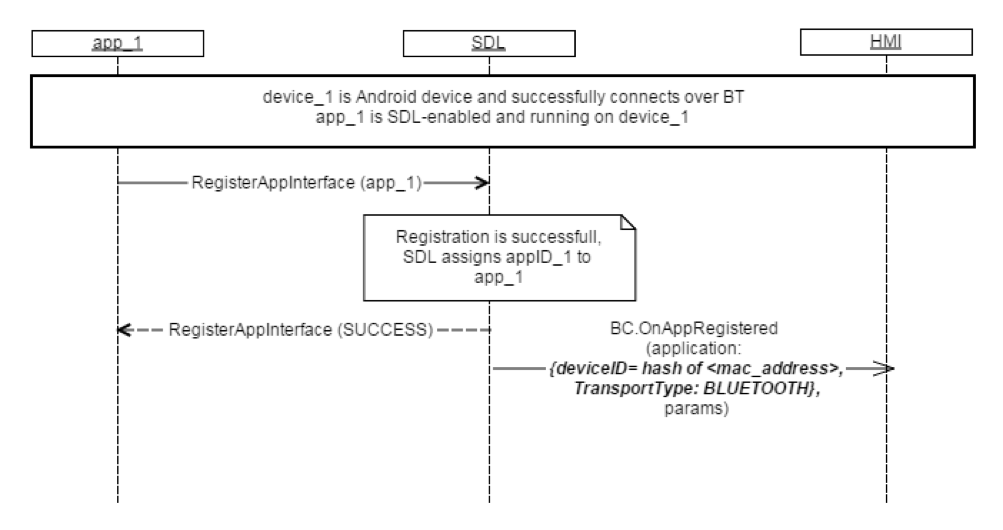 app_1
SDL
HMI
device_1 is Android device and successfully connects over BT
app_1 is SDL-enabled and running on device_1
RegisterAppInterface (app_1)
Registration is successfull,
SDL assigns appID_1 to
app_1
RegisterAppInterface (SUCCESS)
BC.OnAppRegistered
(application:
{deviceID= hash of <mac_address>,
TransportType: BLUETOOTH},
params)